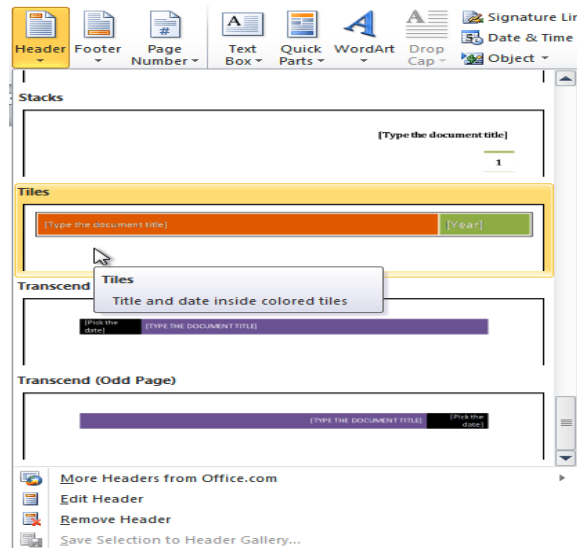 Header Footer Page Number Text Box Quick Parts WordArt Drop Cap Signature Lin
Date & Time
Object
Stacks
[Type the document title]
1
Tiles
[Type the document title] [Year]
Tiles
Title and date inside colored tiles
Transcend
[Pick the date] [TYPE THE DOCUMENT TITLE]
Transcend (Odd Page)
[TYPE THE DOCUMENT TITLE] [Pick the date]
More Headers from Office.com
Edit Header
Remove Header
Save Selection to Header Gallery...